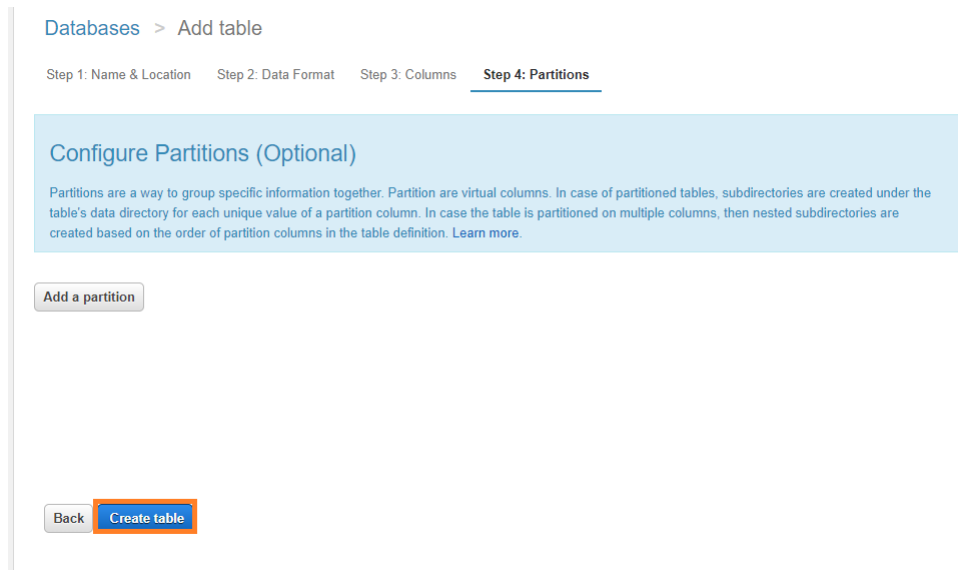 Databases > Add table
Step 1: Name & Location Step 2: Data Format Step 3: Columns Step 4: Partitions
Configure Partitions (Optional)
Partitions are a way to group specific information together. Partition are virtual columns. In case of partitioned tables, subdirectories are created under the
table's data directory for each unique value of a partition column. In case the table is partitioned on multiple columns, then nested subdirectories are
created based on the order of partition columns in the table definition. Learn more.
Add a partition
Back Create table